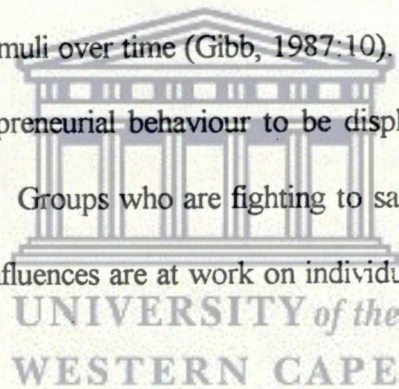 muli over time (Gibb, 1987:10).
preneurial behaviour to be displ
Groups who are fighting to sa
nfluences are at work on individu
UNIVERSITY of the
WESTERN CAPE